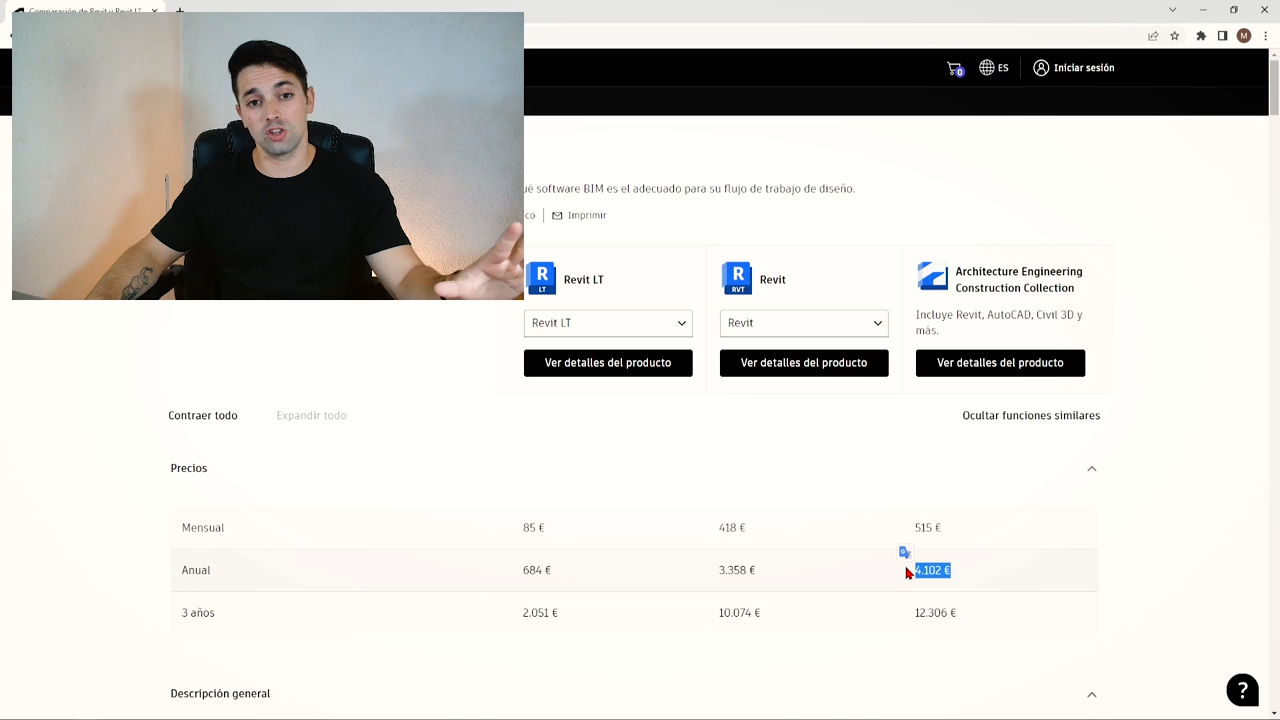 Comparación de Revit y Revit LT
0
ES
Iniciar sesión
M
software BIM es el adecuado para su flujo de trabajo de diseño.
Imprimir
R
LT
Revit LT
R
RVT
Revit
Architecture Engineering
Construction Collection
Incluye Revit, AutoCAD, Civil 3D y
más.
Revit LT
Revit
Ver detalles del producto
Ver detalles del producto
Ver detalles del producto
Contraer todo
Expandir todo
Ocultar funciones similares
Precios
Mensual 85 € 418 € 515 €
Anual 684 € 3.358 € 4.102 €
3 años 2.051 € 10.074 € 12.306 €
Descripción general
?